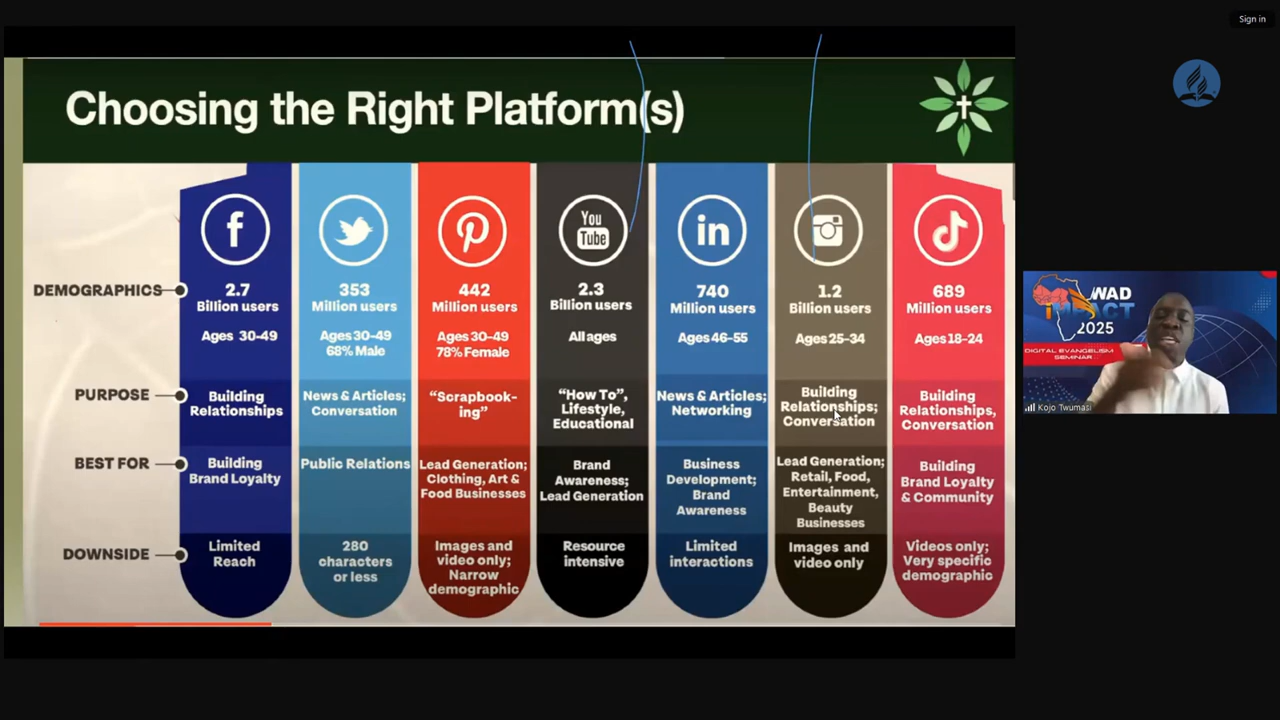 Sign in
Choosing the Right Platform(s)
f
You
Tube
in
DEMOGRAPHICS
2.7
Billion users
Ages 30-49
353
Million users
Ages 30-49
68% Male
442
Million users
Ages 30-49
78% Female
2.3
Billion users
All ages
740
Million users
Ages 46-55
1.2
Billion users
Ages 25-34
689
Million users
Ages 18-24
PURPOSE
Building
Relationships
News & Articles;
Conversation
“Scrapbook-
ing”
“How To”,
Lifestyle,
Educational
News & Articles;
Networking
Building
Relationships;
Conversation
Building
Relationships,
Conversation
BEST FOR
Building
Brand Loyalty
Public Relations
Lead Generation;
Clothing, Art &
Food Businesses
Brand
Awareness;
Lead Generation
Business
Development;
Brand
Awareness
Lead Generation;
Retail, Food,
Entertainment,
Beauty
Businesses
Building
Brand Loyalty
& Community
DOWNSIDE
Limited
Reach
280
characters
or less
Images and
video only;
Narrow
demographic
Resource
intensive
Limited
interactions
Images and
video only
Videos only;
Very specific
demographic
WAD
2025
DIGITAL EVANGELISM
SEMINAR
Kojo Twumasi